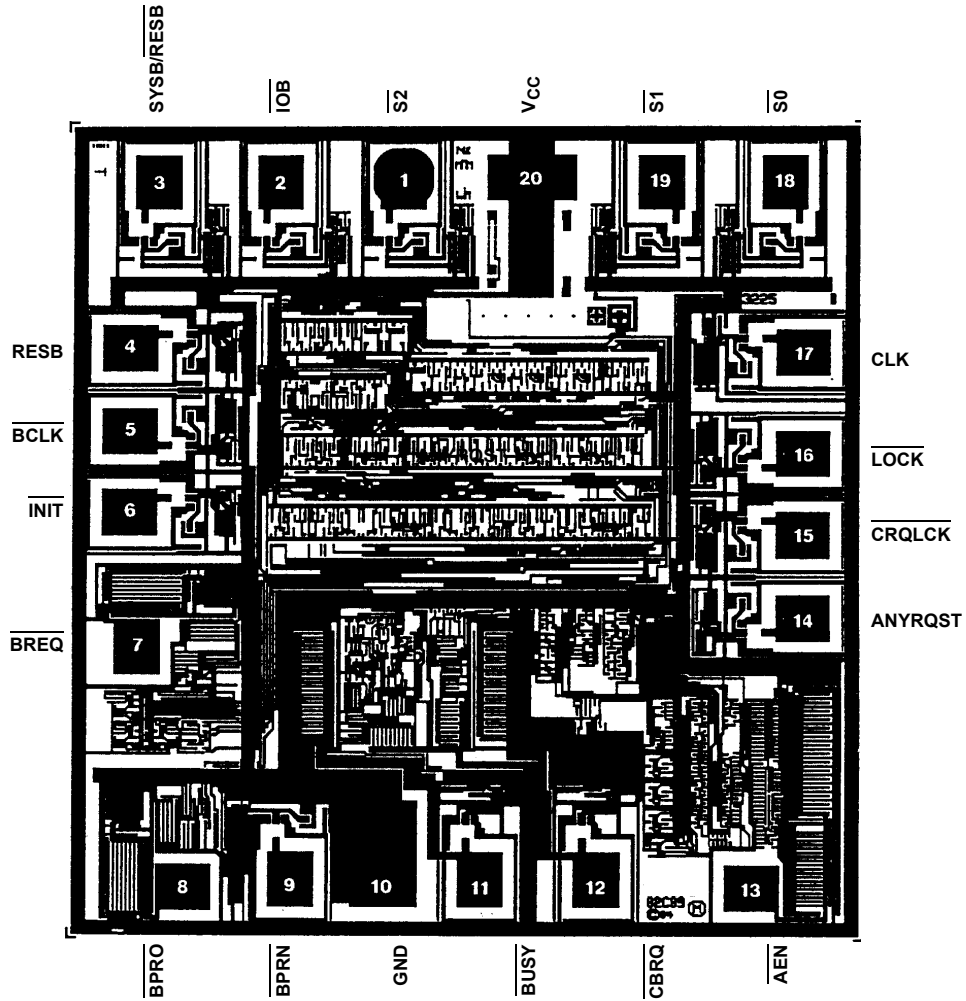 SYSB/RESB
IOB
S2
VCC
S1
S0
3
2
1
20
19
18
3225
RESB
4
17
CLK
BCLK
5
16
LOCK
INIT
6
15
CRQLCK
BREQ
7
14
ANYRQST
8
9
10
11
12
13
82C89
BPRO
BPRN
GND
BUSY
CBRQ
AEN